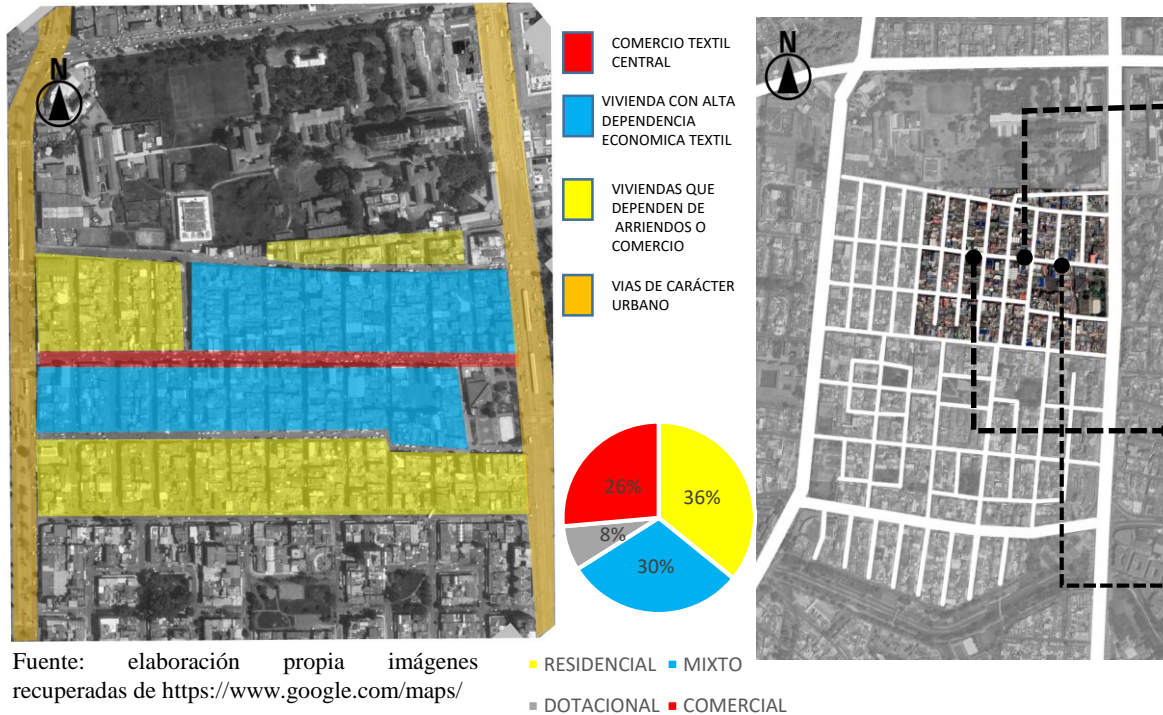 N
COMERCIO TEXTIL
CENTRAL
VIVIENDA CON ALTA
DEPENDENCIA
ECONOMICA TEXTIL
VIVIENDAS QUE
DEPENDEN DE
ARRIENDOS O
COMERCIO
VIAS DE CARÁCTER
URBANO
26%
36%
8%
30%
RESIDENCIAL
MIXTO
DOTACIONAL
COMERCIAL
Fuente: elaboración propia imágenes
recuperadas de https://www.google.com/maps/
N